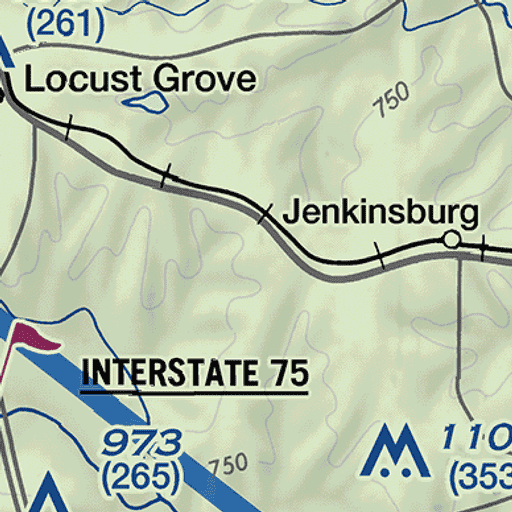 (261)
Locust Grove
750
Jenkinsburg
INTERSTATE 75
973
(265)
750
110
(353